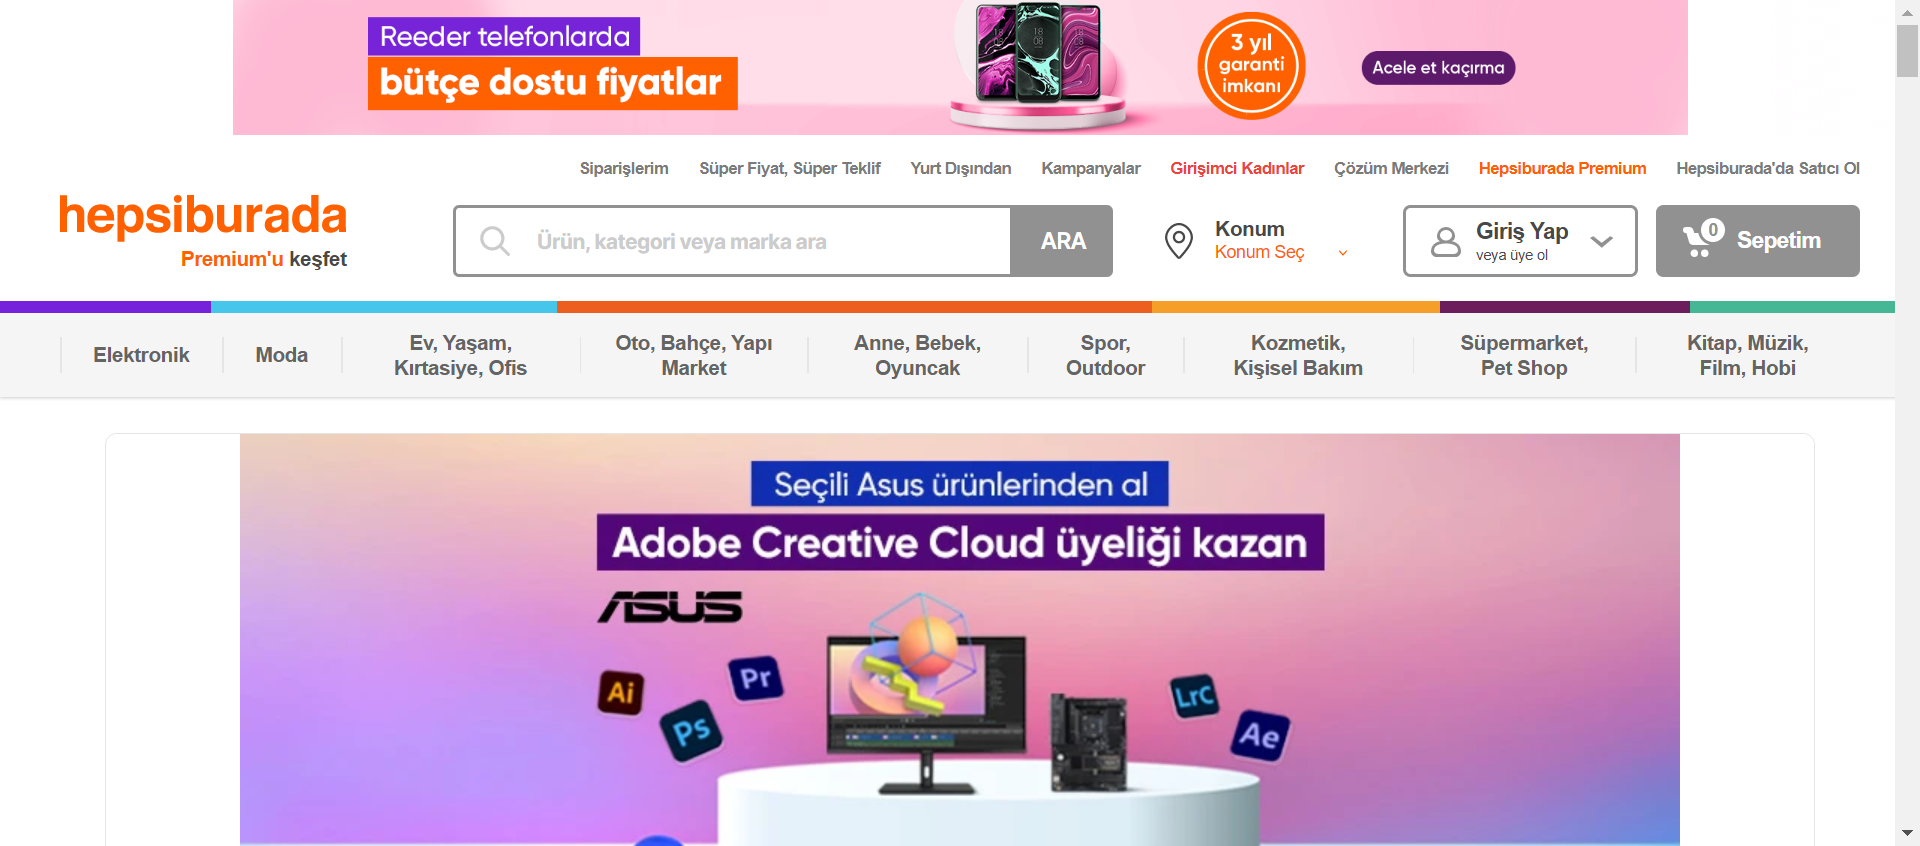 Reeder telefonlarda
bütçe dostu fiyatlar
3 yıl
garanti
imkanı
Acele et kaçırma
Siparişlerim
Süper Fiyat, Süper Teklif
Yurt Dışından
Kampanyalar
Girişimci Kadınlar
Çözüm Merkezi
Hepsiburada Premium
Hepsiburada'da Satıcı Ol
hepsiburada
Premium'u keşfet
Ürün, kategori veya marka ara
ARA
Konum
Konum Seç
Giriş Yap
veya üye ol
0
Sepetim
Elektronik
Moda
Ev, Yaşam,
Kırtasiye, Ofis
Oto, Bahçe, Yapı
Market
Anne, Bebek,
Oyuncak
Spor,
Outdoor
Kozmetik,
Kişisel Bakım
Süpermarket,
Pet Shop
Kitap, Müzik,
Film, Hobi
Seçili Asus ürünlerinden al
Adobe Creative Cloud üyeliği kazan
ASUS
Ai
Ps
Pr
LrC
Ae